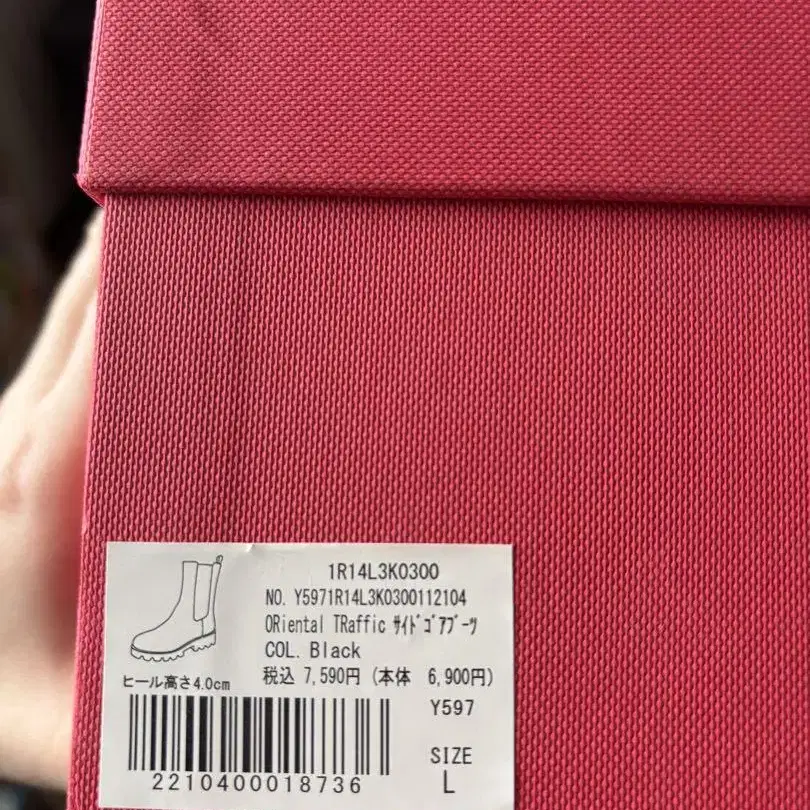 1R14L3K0300
NO. Y5971R14L3K0300112104
ORiental TRaffic ｻｲﾄﾞｺﾞｱﾌﾞｰﾂ
COL. Black
税込 7,590円 (本体 6,900円)
ヒール高さ4.0cm
Y597
SIZE
L
2210400018736